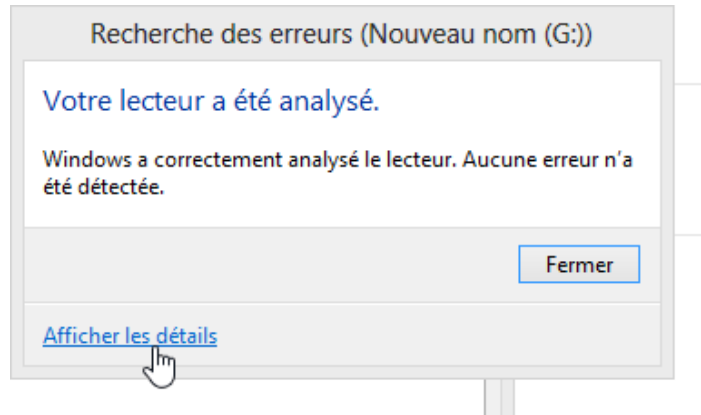 Recherche des erreurs (Nouveau nom (G:))
Votre lecteur a été analysé.
Windows a correctement analysé le lecteur. Aucune erreur n'a
été détectée.
Fermer
Afficher les détails